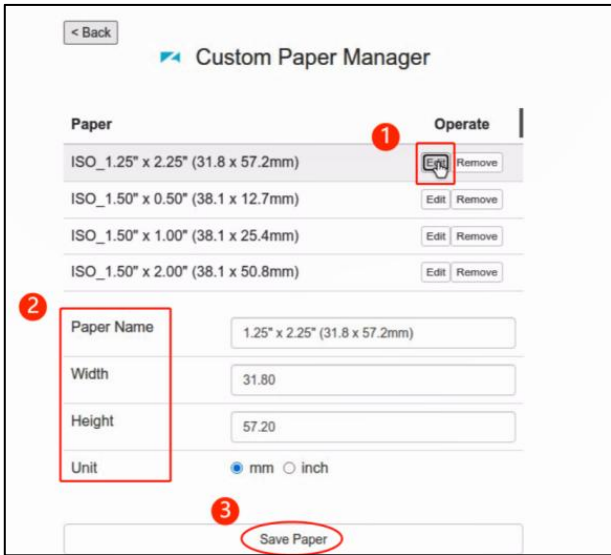 < Back
Custom Paper Manager
Paper Operate
1
ISO_1.25" x 2.25" (31.8 x 57.2mm) Edit Remove
ISO_1.50" x 0.50" (38.1 x 12.7mm) Edit Remove
ISO_1.50" x 1.00" (38.1 x 25.4mm) Edit Remove
ISO_1.50" x 2.00" (38.1 x 50.8mm) Edit Remove
2
Paper Name 1.25" x 2.25" (31.8 x 57.2mm)
Width 31.80
Height 57.20
Unit mm inch
3
Save Paper